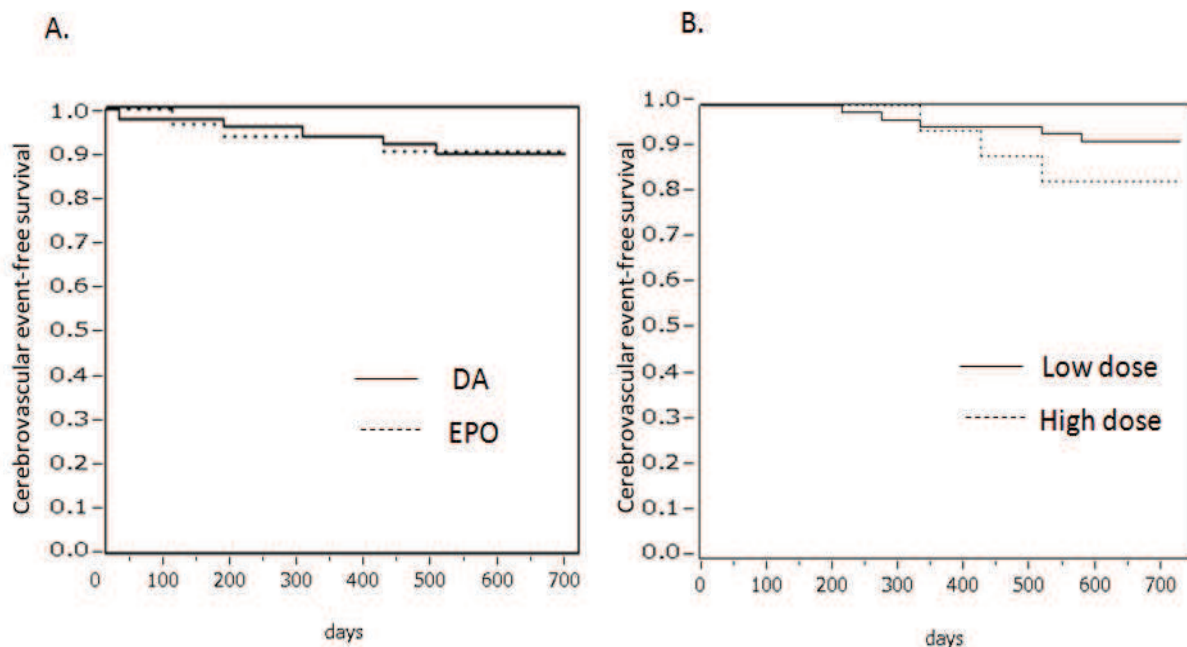 A.
Cerebrovascular event-free survival
1.0
0.9
0.8
0.7
0.6
0.5
0.4
0.3
0.2
0.1
0.0
DA
EPO
0 100 200 300 400 500 600 700
days
B.
Cerebrovascular event-free survival
1.0
0.9
0.8
0.7
0.6
0.5
0.4
0.3
0.2
0.1
0.0
Low dose
High dose
0 100 200 300 400 500 600 700
days